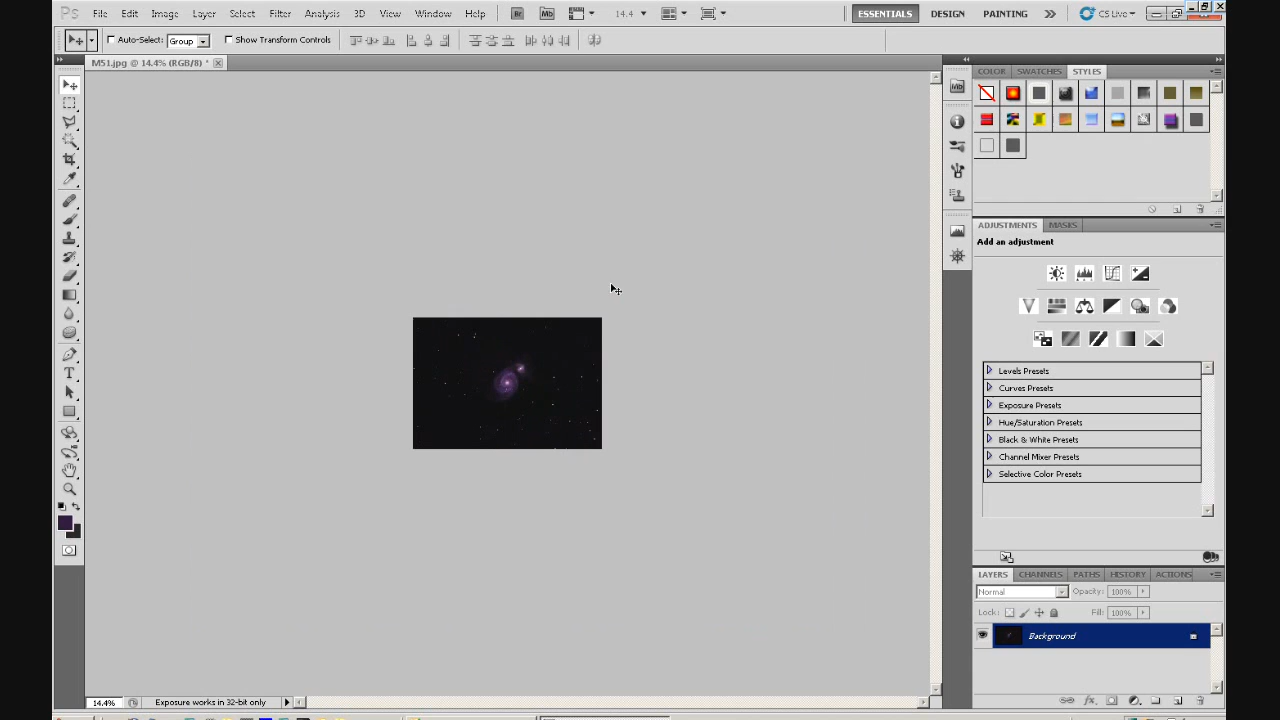 Ps File Edit Image Layer Select Filter Analysis 3D View Window Help Br Mb 14.4 ESSENTIALS DESIGN PAINTING CS Live
Auto-Select: Group Show Transform Controls
M51.jpg @ 14.4% (RGB/8) *
COLOR SWATCHES STYLES
Mb
ADJUSTMENTS MASKS
Add an adjustment
Levels Presets
Curves Presets
Exposure Presets
Hue/Saturation Presets
Black & White Presets
Channel Mixer Presets
Selective Color Presets
LAYERS CHANNELS PATHS HISTORY ACTIONS
Normal Opacity: 100%
Lock: Fill: 100%
Background
14.4% Exposure works in 32-bit only